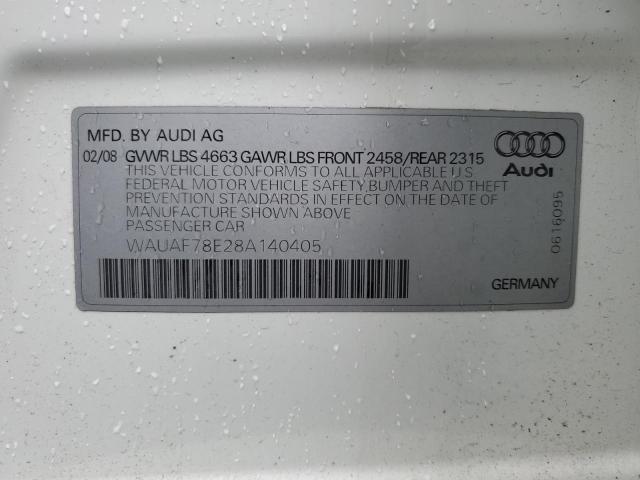 MFD. BY AUDI AG
02/08 GVWR LBS 4663 GAWR LBS FRONT 2458/REAR 2315
THIS VEHICLE CONFORMS TO ALL APPLICABLE U.S
FEDERAL MOTOR VEHICLE SAFETY,BUMPER AND THEFT
PREVENTION STANDARDS IN EFFECT ON THE DATE OF
MANUFACTURE SHOWN ABOVE
PASSENGER CAR
WAUAF78E28A140405
Audi
0616095
GERMANY